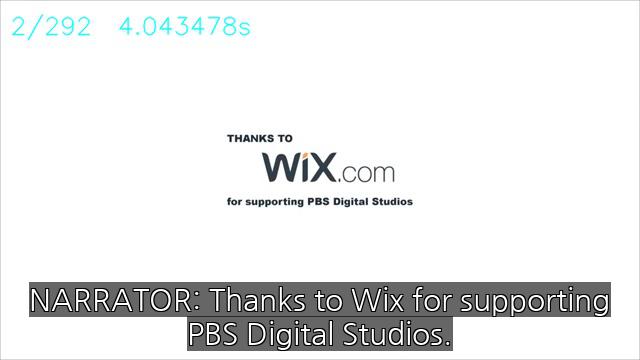 2/292 4.043478s
THANKS TO
WiX.com
for supporting PBS Digital Studios
NARRATOR: Thanks to Wix for supporting
PBS Digital Studios.